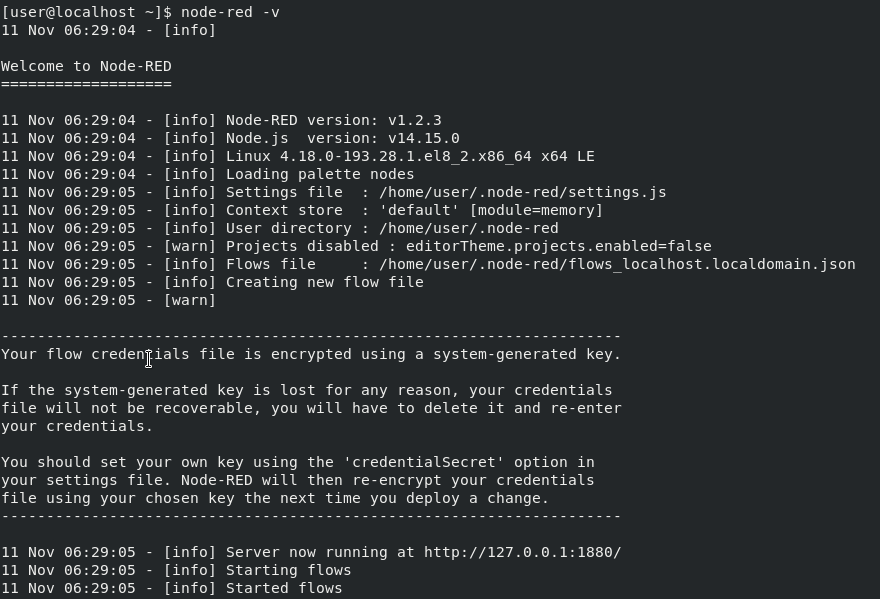 [user@localhost ~]$ node-red -v
11 Nov 06:29:04 - [info]
Welcome to Node-RED
===================
11 Nov 06:29:04 - [info] Node-RED version: v1.2.3
11 Nov 06:29:04 - [info] Node.js  version: v14.15.0
11 Nov 06:29:04 - [info] Linux 4.18.0-193.28.1.el8_2.x86_64 x64 LE
11 Nov 06:29:04 - [info] Loading palette nodes
11 Nov 06:29:05 - [info] Settings file  : /home/user/.node-red/settings.js
11 Nov 06:29:05 - [info] Context store  : 'default' [module=memory]
11 Nov 06:29:05 - [info] User directory : /home/user/.node-red
11 Nov 06:29:05 - [warn] Projects disabled : editorTheme.projects.enabled=false
11 Nov 06:29:05 - [info] Flows file     : /home/user/.node-red/flows_localhost.localdomain.json
11 Nov 06:29:05 - [info] Creating new flow file
11 Nov 06:29:05 - [warn]
---------------------------------------------------------------------
Your flow credentials file is encrypted using a system-generated key.
If the system-generated key is lost for any reason, your credentials
file will not be recoverable, you will have to delete it and re-enter
your credentials.
You should set your own key using the 'credentialSecret' option in
your settings file. Node-RED will then re-encrypt your credentials
file using your chosen key the next time you deploy a change.
---------------------------------------------------------------------
11 Nov 06:29:05 - [info] Server now running at http://127.0.0.1:1880/
11 Nov 06:29:05 - [info] Starting flows
11 Nov 06:29:05 - [info] Started flows